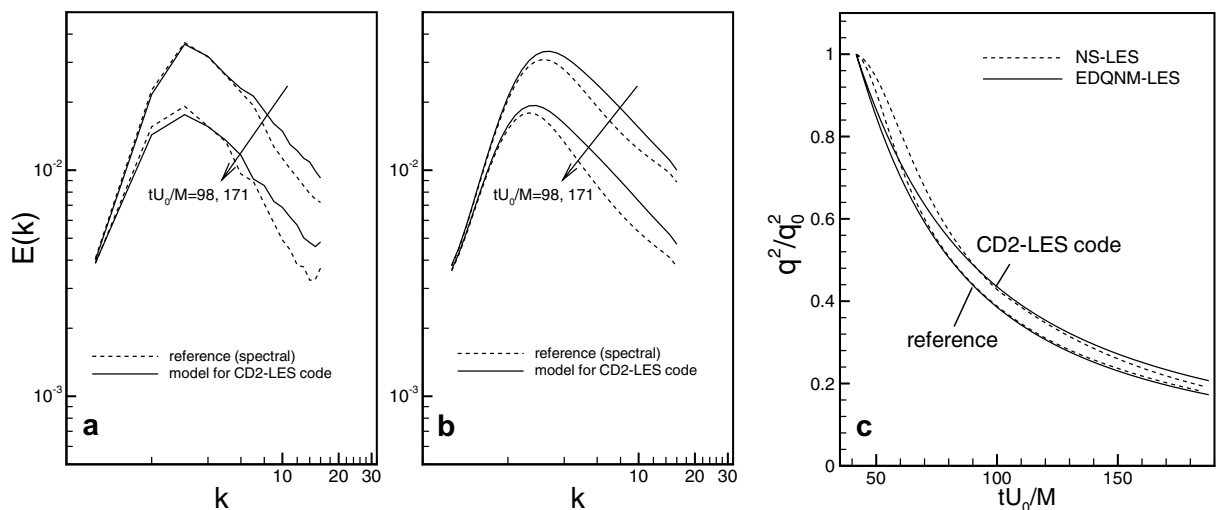 E(k)
10⁻²
10⁻³
tU₀/M=98, 171
reference (spectral)
model for CD2-LES code
a
10
20
30
k
10⁻²
10⁻³
tU₀/M=98, 171
reference (spectral)
model for CD2-LES code
b
10
20
30
k
q²/q₀²
1
0.8
0.6
0.4
0.2
0
NS-LES
EDQNM-LES
CD2-LES code
reference
c
50
100
150
tU₀/M